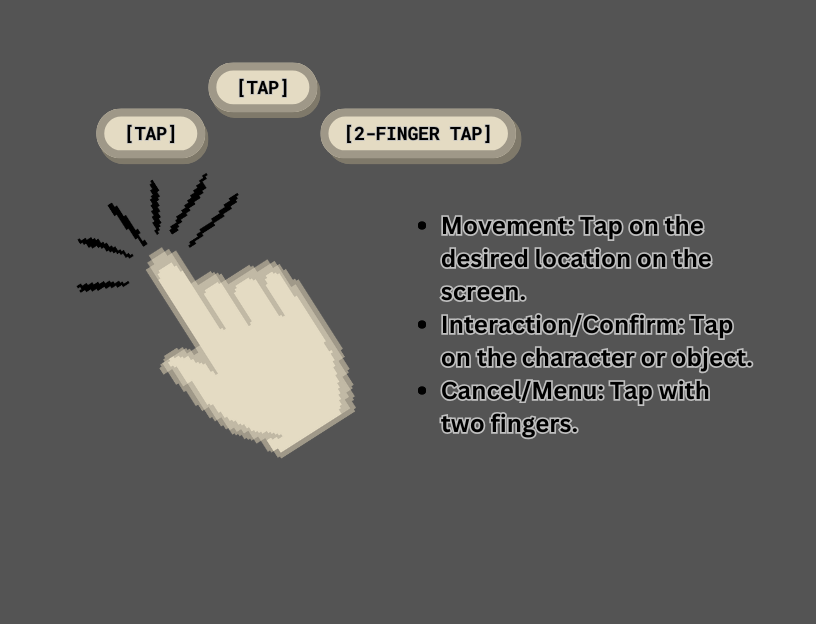 [TAP]
[TAP]
[2-FINGER TAP]
• Movement: Tap on the
desired location on the
screen.
• Interaction/Confirm: Tap
on the character or object.
• Cancel/Menu: Tap with
two fingers.